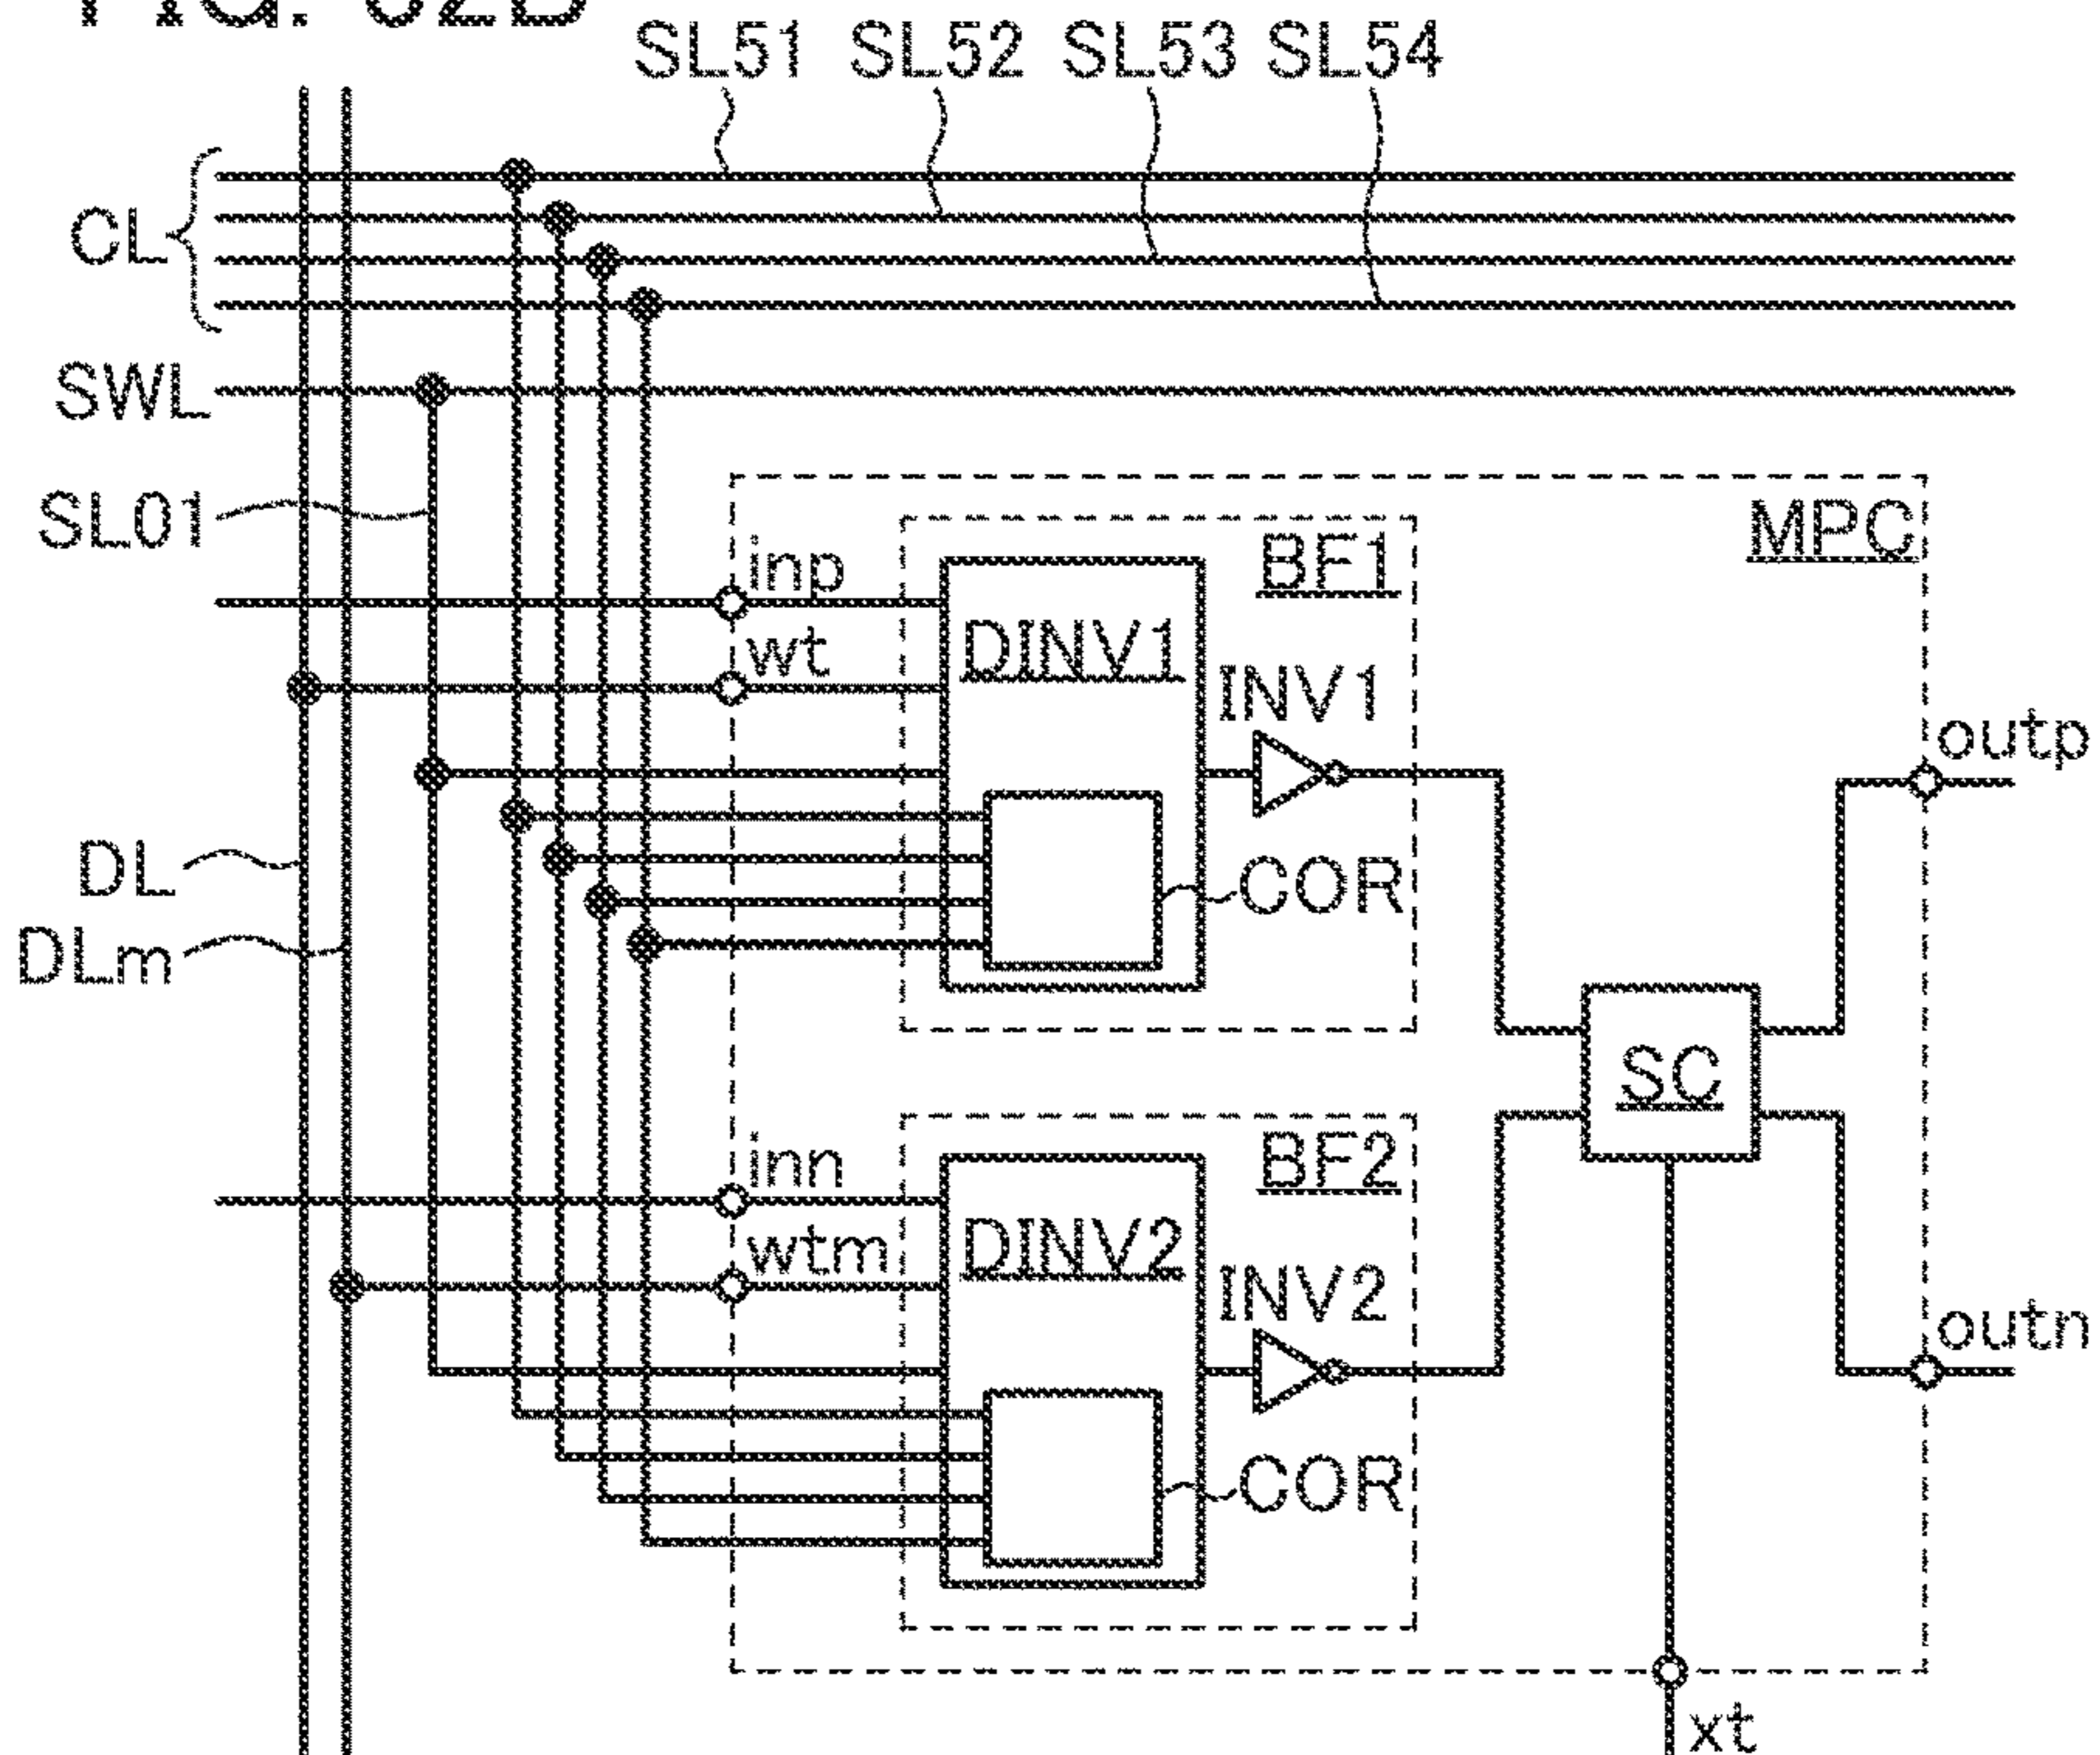 SL51 SL52 SL53 SL54
CL
SWL
SL01
MPC
BF1
inp
DINV1
wt
INV1
outp
DL
COR
DLm
SC
BF2
inn
DINV2
wtm
INV2
outn
COR
xt